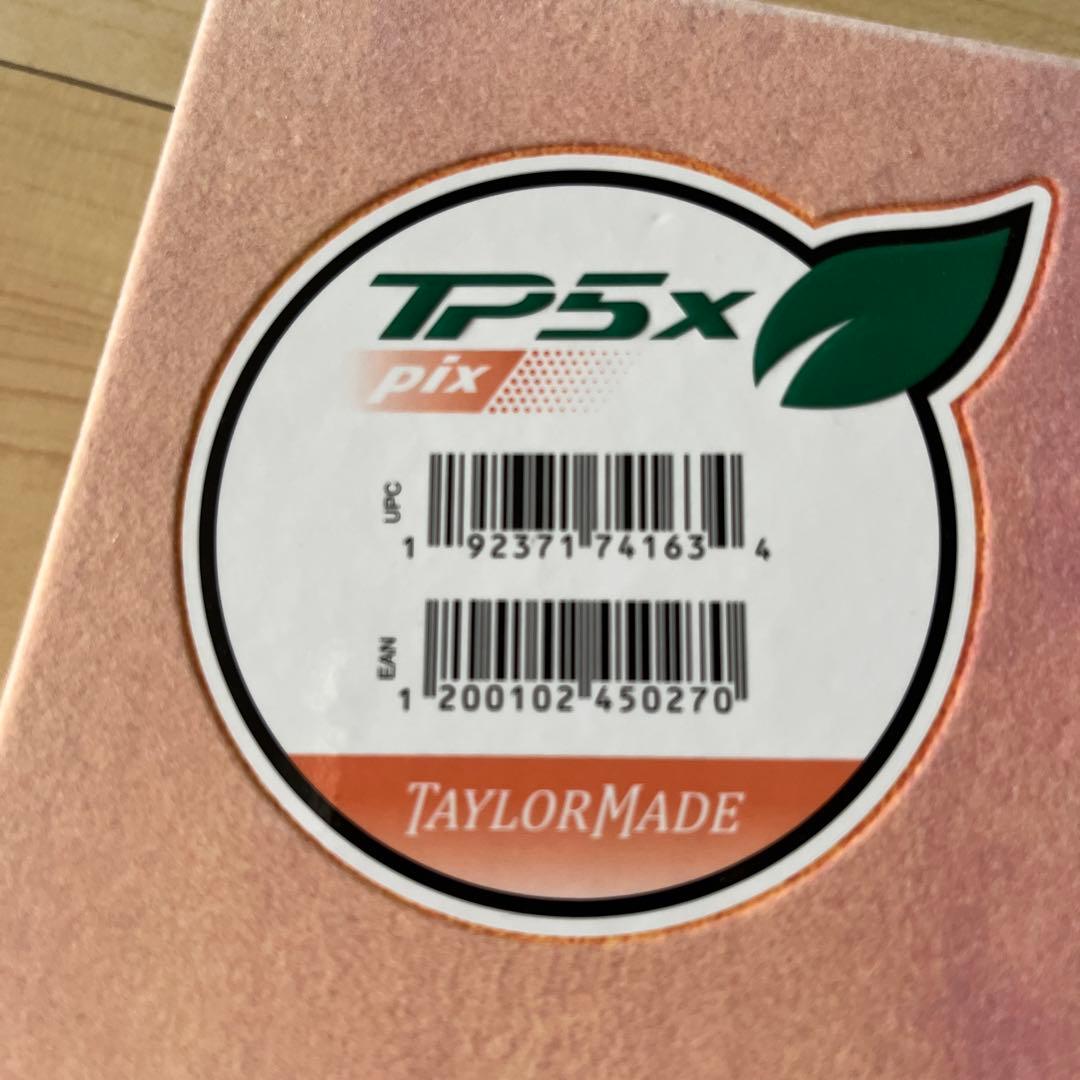 TP5x
pix
UPC
1 92371 74163 4
EAN
1 200102 450270
TAYLORMADE